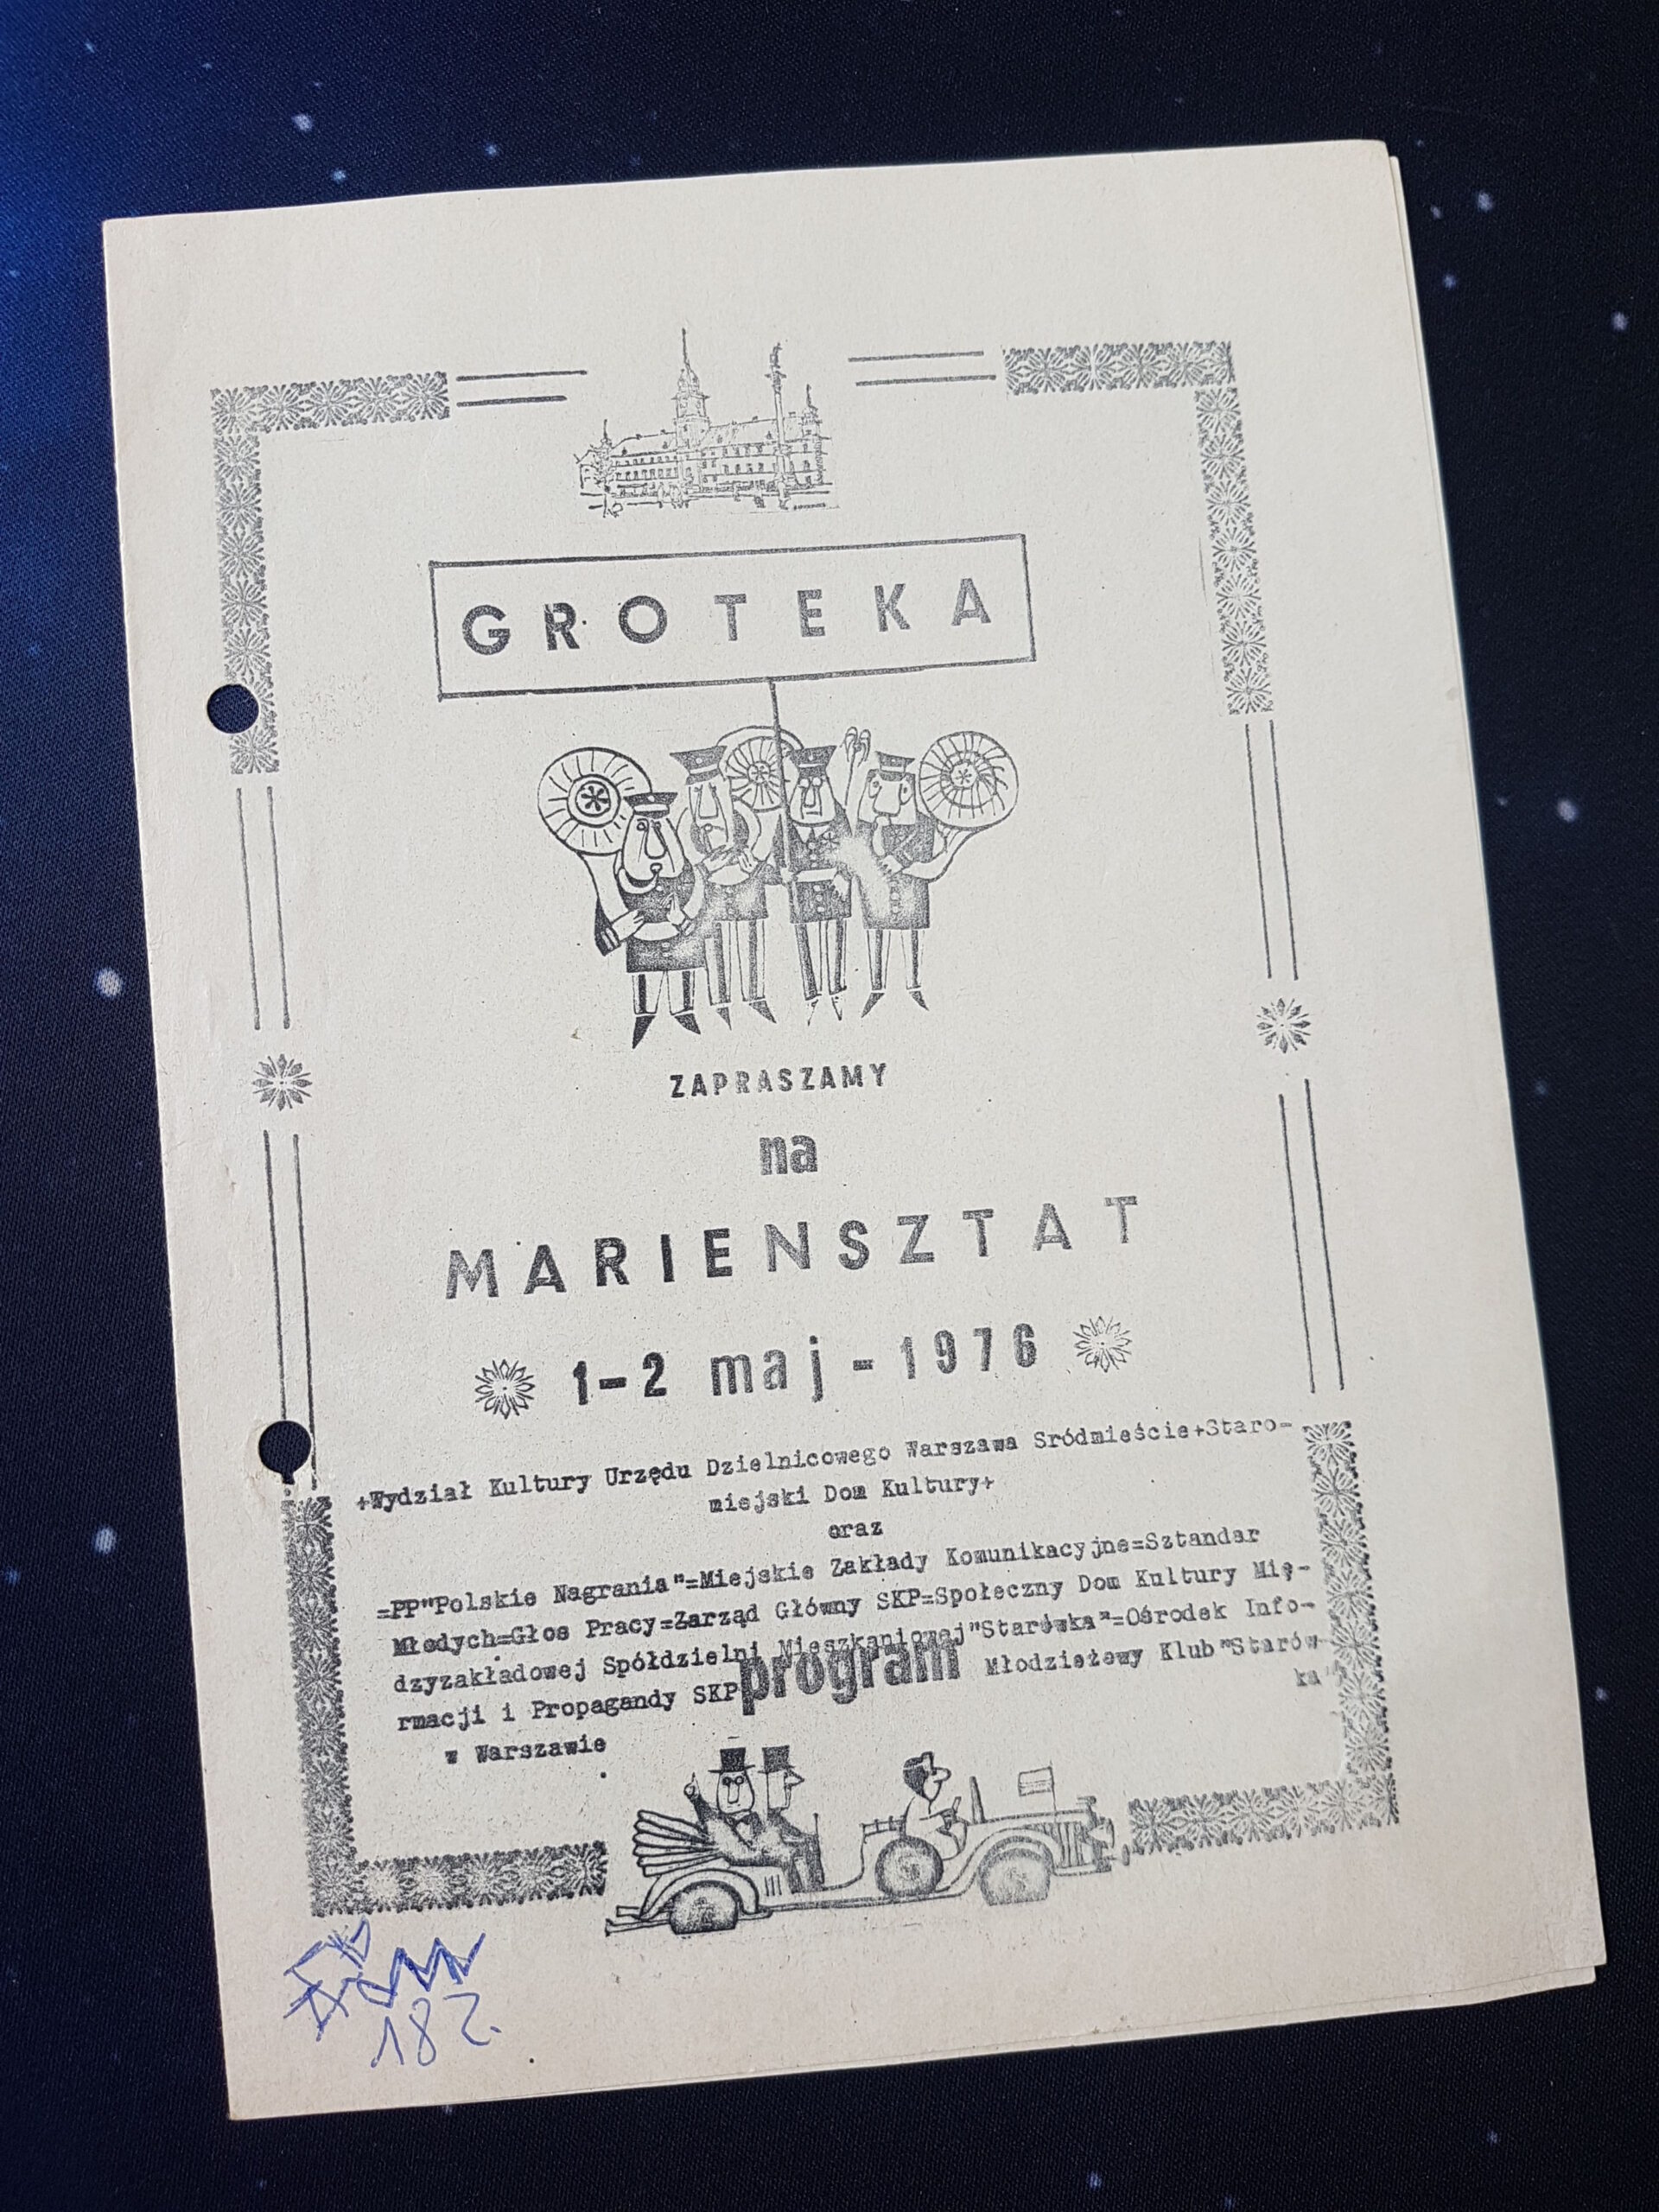 GROTEKA
ZAPRASZAMY
na
MARIENSZTAT
1-2 maj - 1976
+Wydział Kultury Urzędu Dzielnicowego Warszawa Sródmieście+Staro-
miejski Dom Kultury+
oraz
=PP"Polskie Nagrania"=Miejskie Zakłady Komunikacyjne=Sztandar
Młodych=Głos Pracy=Zarząd Główny SKP=Społeczny Dom Kultury Mię-
dzyzakładowej Spółdzielni Mieszkaniowej"Starówka"=Ośrodek Info-
rmacji i Propagandy SKP Młodzieżowy Klub"Starów-
ka"
w Warszawie
program
182